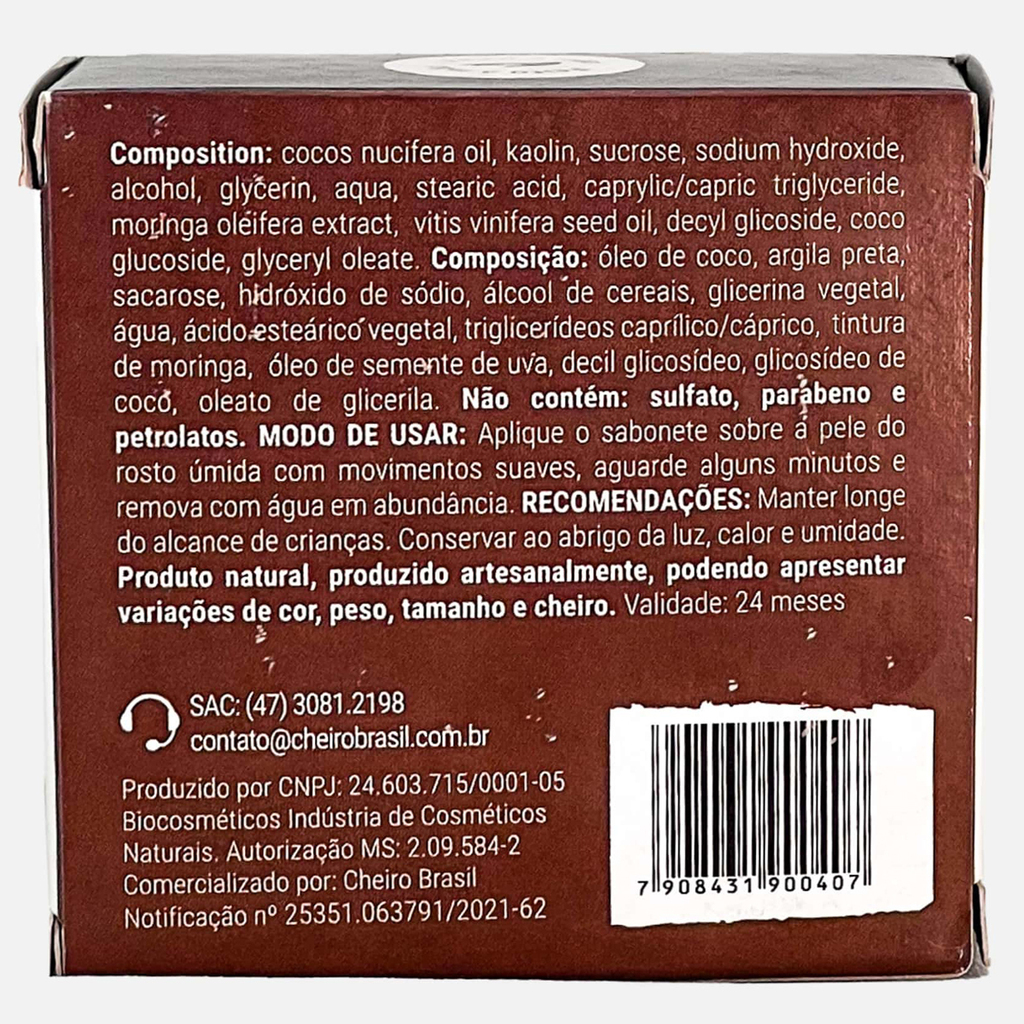 Composition: cocos nucifera oil, kaolin, sucrose, sodium hydroxide,
alcohol, glycerin, aqua, stearic acid, caprylic/capric triglyceride,
moringa oleifera extract, vitis vinifera seed oil, decyl glicoside, coco
glucoside, glyceryl oleate. Composição: óleo de coco, argila preta,
sacarose, hidróxido de sódio, álcool de cereais, glicerina vegetal,
água, ácido esteárico vegetal, triglicerídeos caprílico/cáprico, tintura
de moringa, óleo de semente de uva, decil glicosídeo, glicosídeo de
coco, oleato de glicerila. Não contém: sulfato, parabeno e
petrolatos. MODO DE USAR: Aplique o sabonete sobre a pele do
rosto úmida com movimentos suaves, aguarde alguns minutos e
remova com água em abundância. RECOMENDAÇÕES: Manter longe
do alcance de crianças. Conservar ao abrigo da luz, calor e umidade.
Produto natural, produzido artesanalmente, podendo apresentar
variações de cor, peso, tamanho e cheiro. Validade: 24 meses
SAC: (47) 3081.2198
contato@cheirobrasil.com.br
Produzido por CNPJ: 24.603.715/0001-05
Biocosméticos Indústria de Cosméticos
Naturais. Autorização MS: 2.09.584-2
Comercializado por: Cheiro Brasil
Notificação nº 25351.063791/2021-62
7 908431 900407